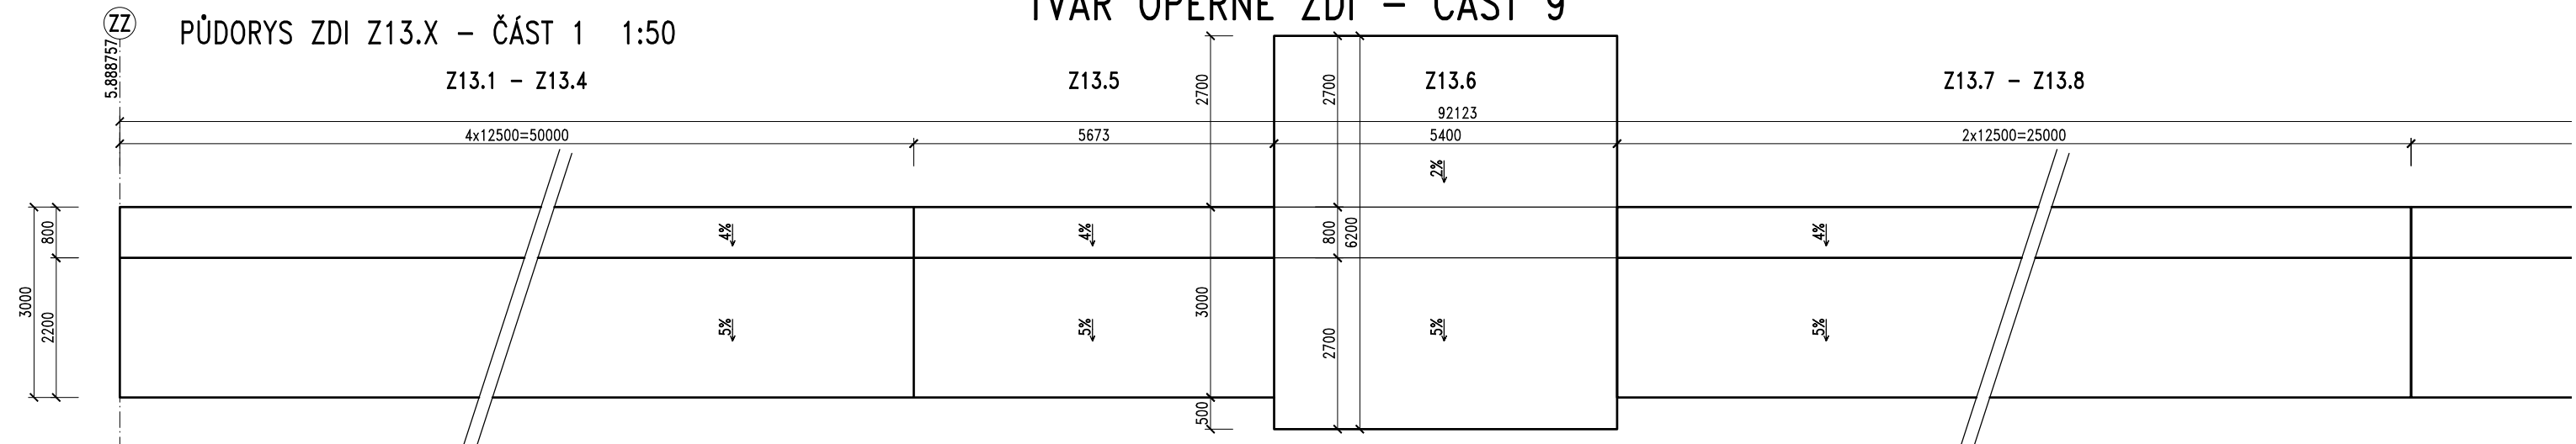 TVAR OPĚRNÉ ZDI – ČÁST 9
ZZ
5.888757
PŮDORYS ZDI Z13.X – ČÁST 1 1:50
Z13.1 – Z13.4
Z13.5
Z13.6
Z13.7 – Z13.8
92123
4x12500=50000
5673
5400
2x12500=25000
2700
2700
2%
800
4%
4%
800
6200
4%
3000
2200
5%
5%
3000
2700
5%
5%
500